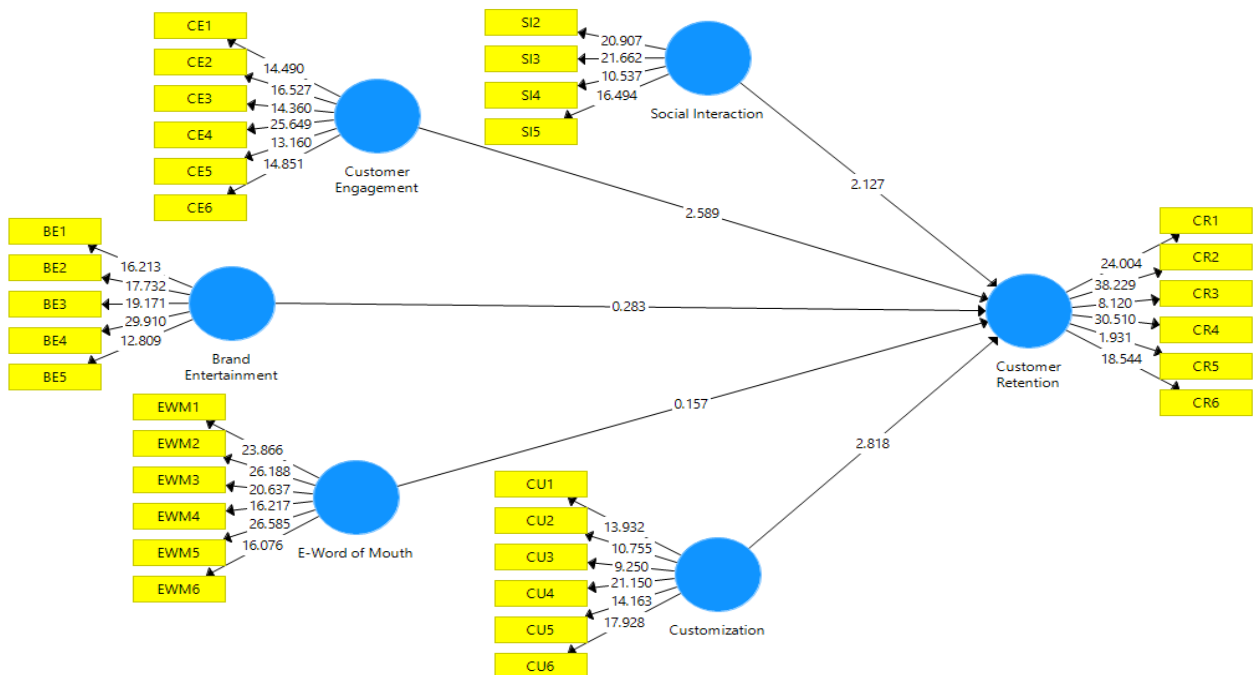 CE1
CE2
CE3
CE4
CE5
CE6
14.490
16.527
14.360
25.649
13.160
14.851
Customer
Engagement
SI2
SI3
SI4
SI5
20.907
21.662
10.537
16.494
Social Interaction
2.127
2.589
BE1
BE2
BE3
BE4
BE5
16.213
17.732
19.171
29.910
12.809
Brand
Entertainment
0.283
EWM1
EWM2
EWM3
EWM4
EWM5
EWM6
23.866
26.188
20.637
16.217
26.585
16.076
E-Word of Mouth
0.157
CU1
CU2
CU3
CU4
CU5
CU6
13.932
10.755
9.250
21.150
14.163
17.928
Customization
2.818
Customer
Retention
24.004
38.229
8.120
30.510
1.931
18.544
CR1
CR2
CR3
CR4
CR5
CR6